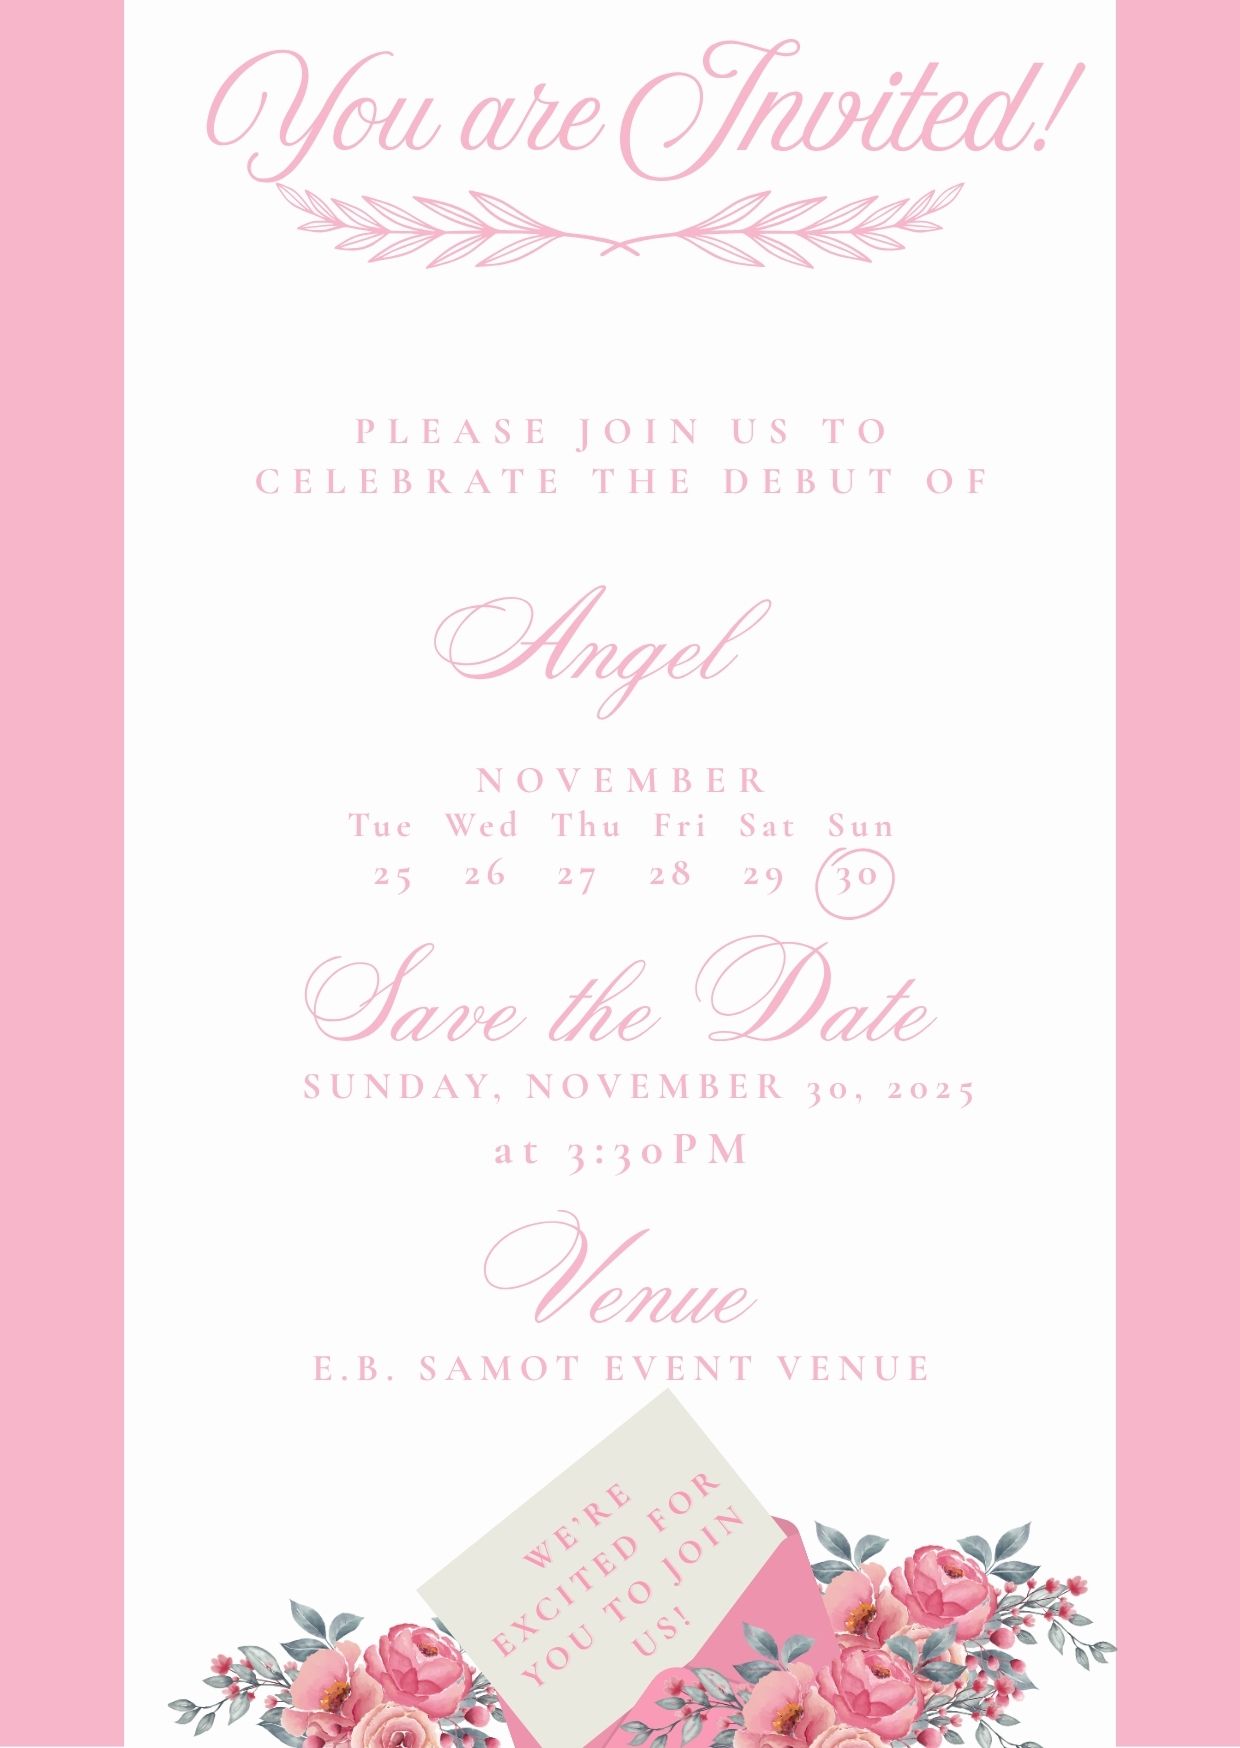 You are Invited!
PLEASE JOIN US TO
CELEBRATE THE DEBUT OF
Angel
NOVEMBER
Tue Wed Thu Fri Sat Sun
25 26 27 28 29 30
Save the Date
SUNDAY, NOVEMBER 30, 2025
at 3:30PM
Venue
E.B. SAMOT EVENT VENUE
WE'RE
EXCITED FOR
YOU TO JOIN
US!